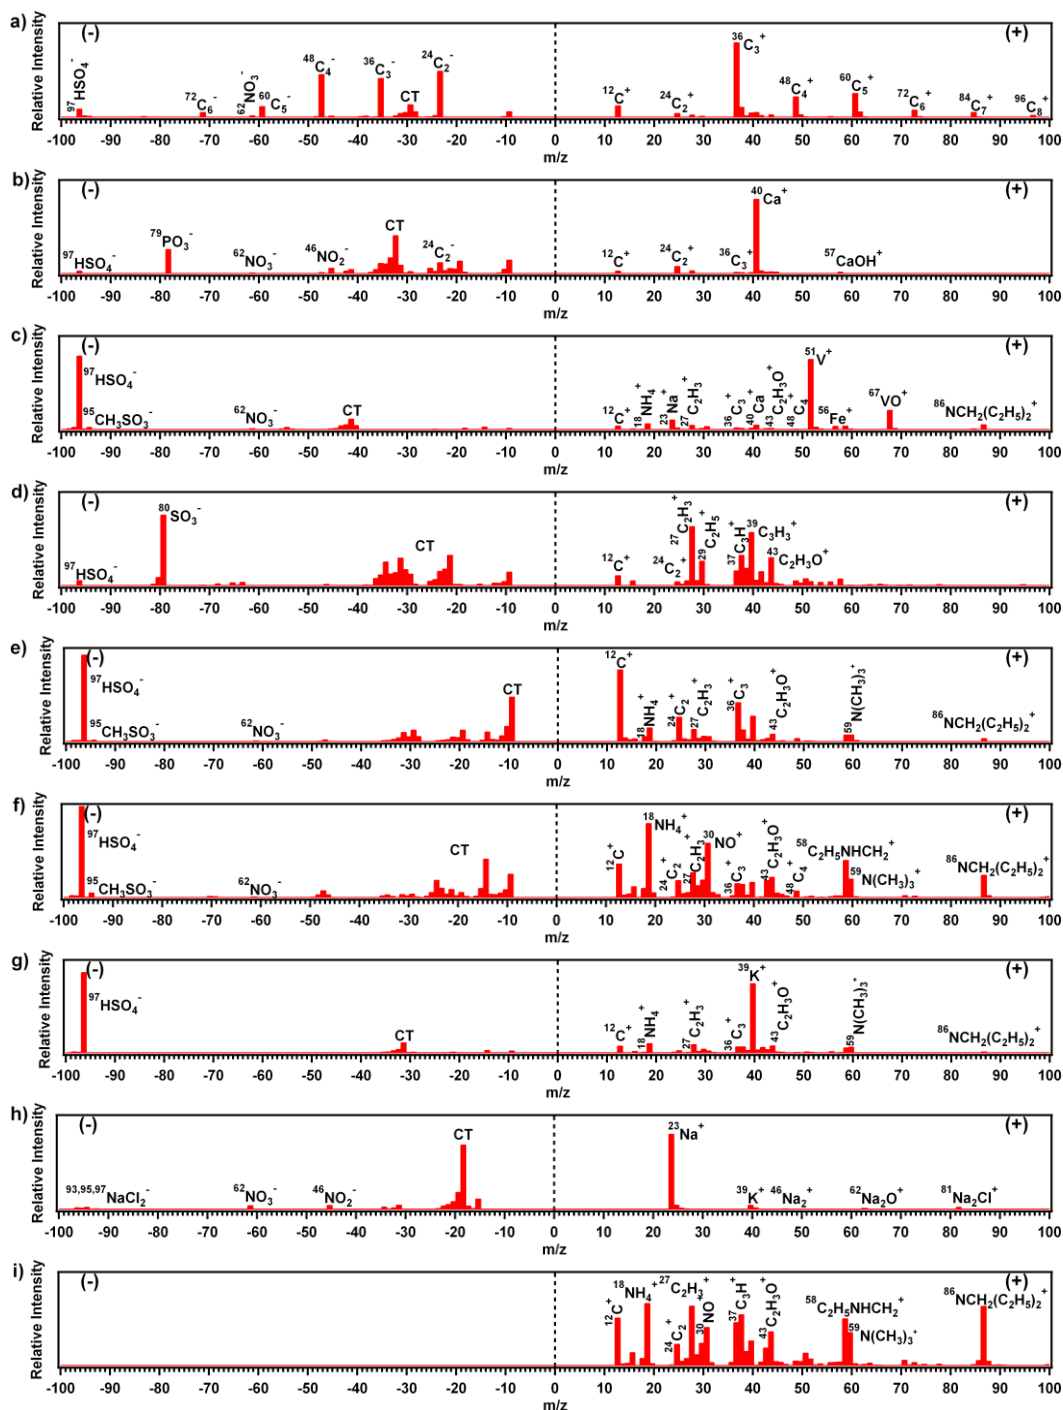 a) Relative Intensity (-) (+)
⁹⁷HSO₄⁻ ⁷²C₆⁻ ⁶²NO₃⁻ ⁶⁰C₅⁻ ⁴⁸C₄⁻ ³⁶C₃⁻ CT ²⁴C₂⁻ ¹²C⁺ ²⁴C₂⁺ ³⁶C₃⁺ ⁴⁸C₄⁺ ⁶⁰C₅⁺ ⁷²C₆⁺ ⁸⁴C₇⁺ ⁹⁶C₈⁺
-100 -90 -80 -70 -60 -50 -40 -30 -20 -10 0 10 20 30 40 50 60 70 80 90 100
m/z
b) Relative Intensity (-) (+)
⁹⁷HSO₄⁻ ⁷⁹PO₃⁻ ⁶²NO₃⁻ ⁴⁶NO₂⁻ CT ²⁴C₂⁻ ¹²C⁺ ²⁴C₂⁺ ³⁶C₃⁺ ⁴⁰Ca⁺ ⁵⁷CaOH⁺
-100 -90 -80 -70 -60 -50 -40 -30 -20 -10 0 10 20 30 40 50 60 70 80 90 100
m/z
c) Relative Intensity (-) (+)
⁹⁷HSO₄⁻ ⁹⁵CH₃SO₃⁻ ⁶²NO₃⁻ CT ¹²C⁺ ¹⁸NH₄⁺ ²³Na⁺ ²⁷C₂H₃⁺ ³⁶C₃⁺ ⁴⁰Ca⁺ ⁴³C₂H₃O⁺ ⁴⁸C₄⁺ ⁵¹V⁺ ⁵⁶Fe⁺ ⁶⁷VO⁺ ⁸⁶NCH₂(C₂H₅)₂⁺
-100 -90 -80 -70 -60 -50 -40 -30 -20 -10 0 10 20 30 40 50 60 70 80 90 100
m/z
d) Relative Intensity (-) (+)
⁹⁷HSO₄⁻ ⁸⁰SO₃⁻ CT ¹²C⁺ ²⁴C₂⁺ ²⁷C₂H₃⁺ ²⁹C₂H₅⁺ ³⁷C₃H⁺ ³⁹C₃H₃⁺ ⁴³C₂H₃O⁺
-100 -90 -80 -70 -60 -50 -40 -30 -20 -10 0 10 20 30 40 50 60 70 80 90 100
m/z
e) Relative Intensity (-) (+)
⁹⁷HSO₄⁻ ⁹⁵CH₃SO₃⁻ ⁶²NO₃⁻ CT ¹²C⁺ ¹⁸NH₄⁺ ²⁴C₂⁺ ²⁷C₂H₃⁺ ³⁶C₃⁺ ⁴³C₂H₃O⁺ ⁵⁹N(CH₃)₃⁺ ⁸⁶NCH₂(C₂H₅)₂⁺
-100 -90 -80 -70 -60 -50 -40 -30 -20 -10 0 10 20 30 40 50 60 70 80 90 100
m/z
f) Relative Intensity (-) (+)
⁹⁷HSO₄⁻ ⁹⁵CH₃SO₃⁻ ⁶²NO₃⁻ CT ¹²C⁺ ¹⁸NH₄⁺ ²⁴C₂⁺ ²⁷C₂H₃⁺ ³⁰NO⁺ ³⁶C₃⁺ ⁴³C₂H₃O⁺ ⁴⁸C₄⁺ ⁵⁸C₂H₅NHCH₂⁺ ⁵⁹N(CH₃)₃⁺ ⁸⁶NCH₂(C₂H₅)₂⁺
-100 -90 -80 -70 -60 -50 -40 -30 -20 -10 0 10 20 30 40 50 60 70 80 90 100
m/z
g) Relative Intensity (-) (+)
⁹⁷HSO₄⁻ CT ¹²C⁺ ¹⁸NH₄⁺ ²⁷C₂H₃⁺ ³⁶C₃⁺ ³⁹K⁺ ⁴³C₂H₃O⁺ ⁵⁹N(CH₃)₃⁺ ⁸⁶NCH₂(C₂H₅)₂⁺
-100 -90 -80 -70 -60 -50 -40 -30 -20 -10 0 10 20 30 40 50 60 70 80 90 100
m/z
h) Relative Intensity (-) (+)
⁹³,⁹⁵,⁹⁷NaCl₂⁻ ⁶²NO₃⁻ ⁴⁶NO₂⁻ CT ²³Na⁺ ³⁹K⁺ ⁴⁶Na₂⁺ ⁶²Na₂O⁺ ⁸¹Na₂Cl⁺
-100 -90 -80 -70 -60 -50 -40 -30 -20 -10 0 10 20 30 40 50 60 70 80 90 100
m/z
i) Relative Intensity (-) (+)
¹²C⁺ ¹⁸NH₄⁺ ²⁴C₂⁺ ²⁷C₂H₃⁺ ³⁰NO⁺ ³⁷C₃H⁺ ⁴³C₂H₃O⁺ ⁵⁸C₂H₅NHCH₂⁺ ⁵⁹N(CH₃)₃⁺ ⁸⁶NCH₂(C₂H₅)₂⁺
-100 -90 -80 -70 -60 -50 -40 -30 -20 -10 0 10 20 30 40 50 60 70 80 90 100
m/z